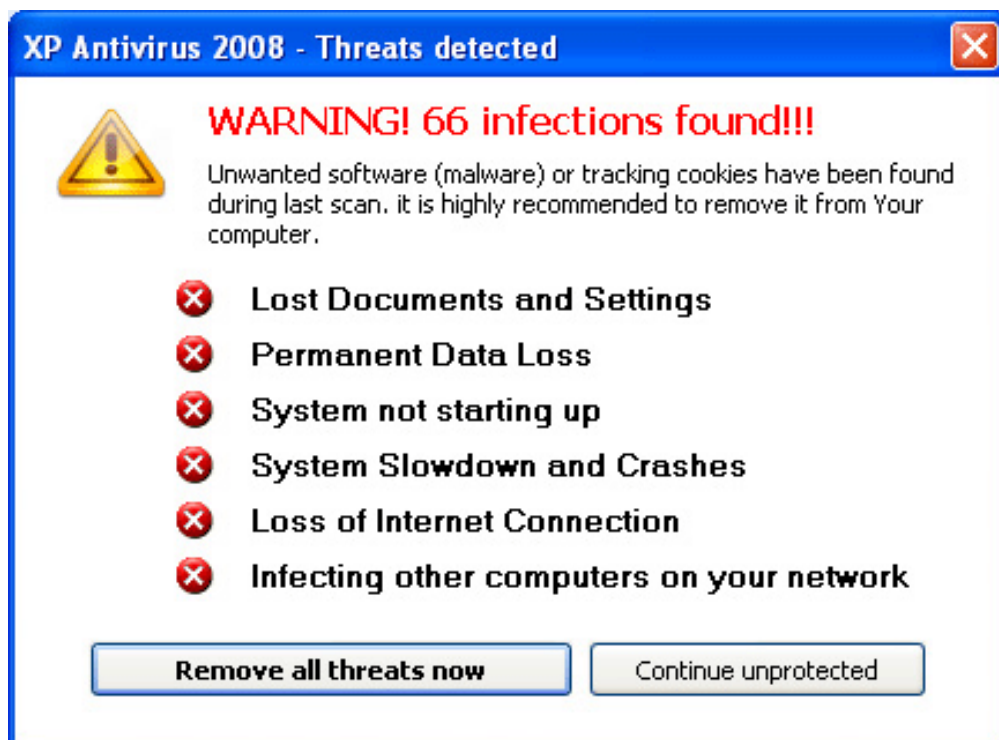 XP Antivirus 2008 - Threats detected
WARNING! 66 infections found!!!
Unwanted software (malware) or tracking cookies have been found
during last scan. it is highly recommended to remove it from Your
computer.
Lost Documents and Settings
Permanent Data Loss
System not starting up
System Slowdown and Crashes
Loss of Internet Connection
Infecting other computers on your network
Remove all threats now
Continue unprotected